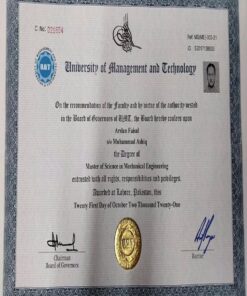 C. No: 021604
UMT
University of Management and Technology
On the recommendation of the Faculty and by virtue of the authority vested
in the Board of Governors of UMT, the Board hereby confers upon
Arslan Faisal
s/o Muhammad Ashiq
the Degree of
Master of Science in Mechanical Engineering
entrusted with all rights, responsibilities and privileges.
Awarded at Lahore, Pakistan, this
Twenty First Day of October Two Thousand Twenty-One
Chairman
Board of Governors
Rector